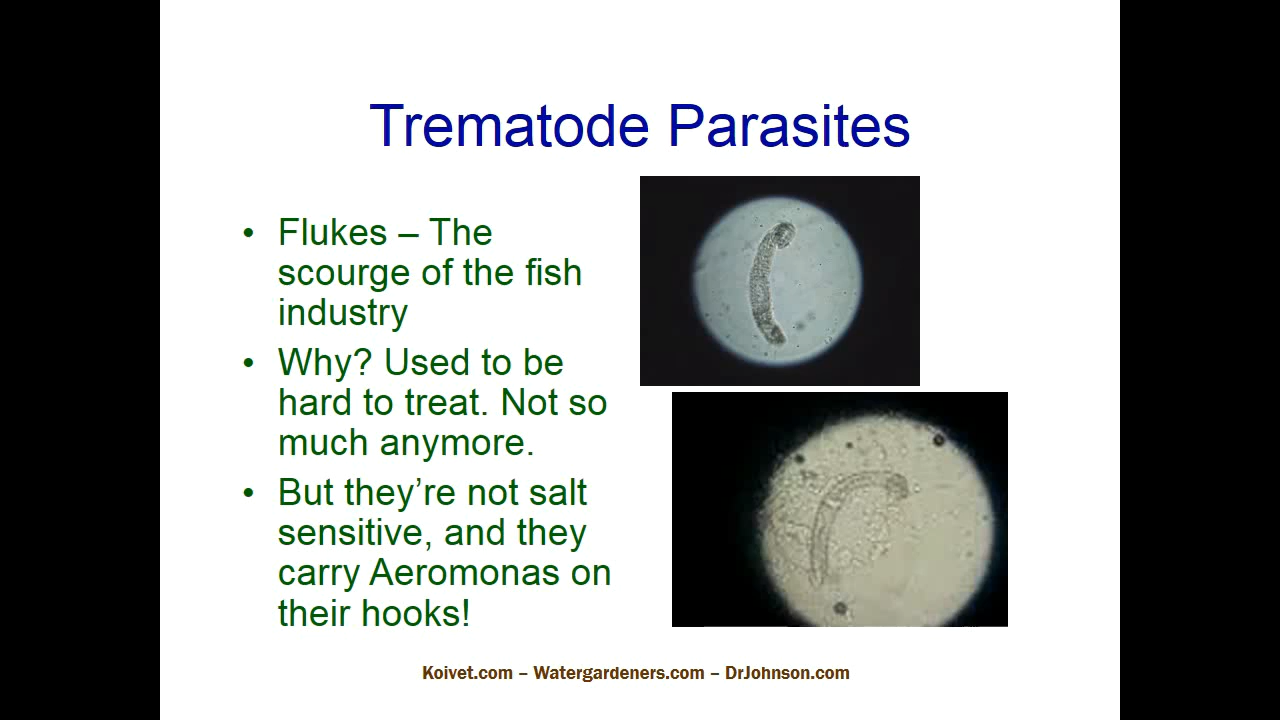 Trematode Parasites
• Flukes – The
scourge of the fish
industry
• Why? Used to be
hard to treat. Not so
much anymore.
• But they’re not salt
sensitive, and they
carry Aeromonas on
their hooks!
Koivet.com – Watergardeners.com – DrJohnson.com